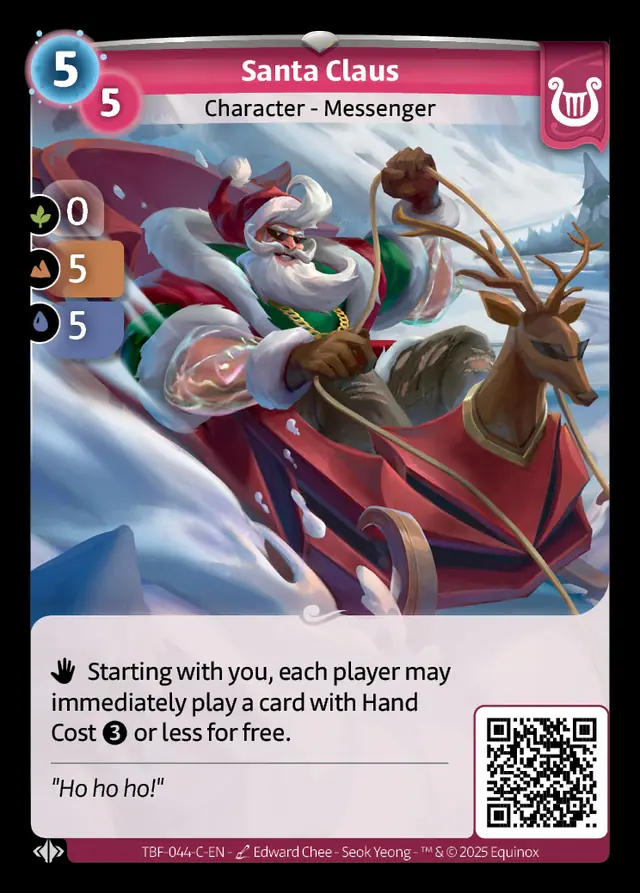 5
Santa Claus
5
Character - Messenger
0
5
5
Starting with you, each player may
immediately play a card with Hand
Cost 3 or less for free.
"Ho ho ho!"
TBF-044-C-EN - Edward Chee - Seok Yeong - ™ & © 2025 Equinox